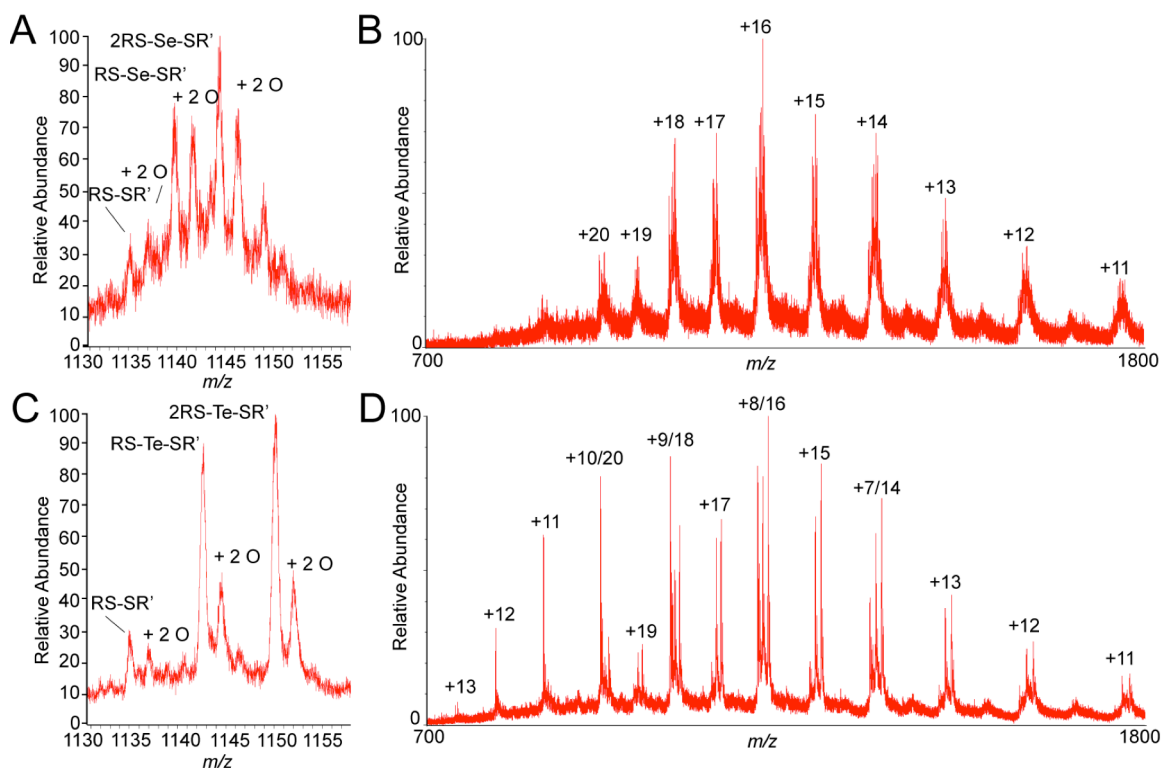 A
2RS-Se-SR'
RS-Se-SR'
+ 2 O
+ 2 O
+ 2 O
RS-SR'
Relative Abundance
100
90
80
70
60
50
40
30
20
10
0
1130 1135 1140 1145 1155
m/z
B
+16
+18
+17
+15
+14
+13
+20
+19
+12
+11
Relative Abundance
100
0
700
1800
m/z
C
2RS-Te-SR'
RS-Te-SR'
+ 2 O
+ 2 O
RS-SR'
+ 2 O
Relative Abundance
100
90
80
70
60
50
40
30
20
10
0
1130 1135 1140 1145 1150 1155
m/z
D
+8/16
+9/18
+10/20
+15
+7/14
+17
+11
+13
+12
+19
+12
+11
+13
Relative Abundance
100
0
700
1800
m/z